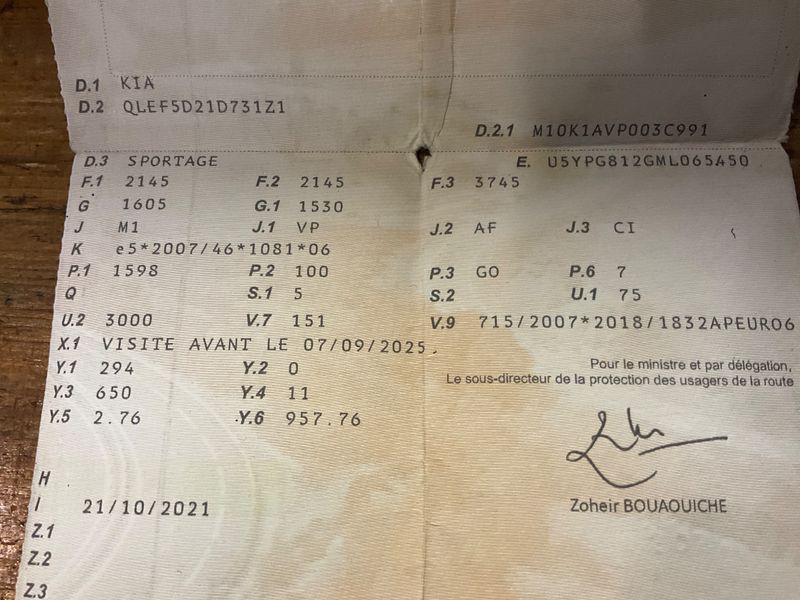 D.1 KIA
D.2 QLEF5D21D731Z1
D.2.1 M10K1AVP003C991
D.3 SPORTAGE E. U5YPG812GML065450
F.1 2145 F.2 2145 F.3 3745
G 1605 G.1 1530
J M1 J.1 VP J.2 AF J.3 CI
K e5*2007/46*1081*06
P.1 1598 P.2 100 P.3 GO P.6 7
Q S.1 5 S.2 U.1 75
U.2 3000 V.7 151 V.9 715/2007*2018/1832APEURO6
X.1 VISITE AVANT LE 07/09/2025.
Y.1 294 Y.2 0
Pour le ministre et par délégation,
Le sous-directeur de la protection des usagers de la route
Y.3 650 Y.4 11
Y.5 2.76 Y.6 957.76
H
I 21/10/2021
Zoheir BOUAOUICHE
Z.1
Z.2
Z.3